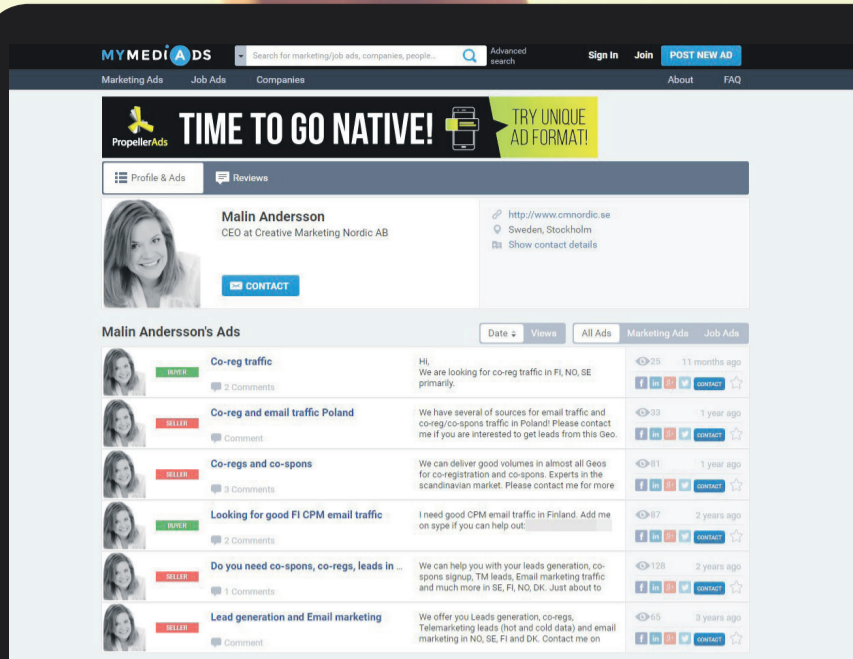 MYMEDiADS
Search for marketing/job ads, companies, people...
Advanced search
Sign In Join POST NEW AD
Marketing Ads Job Ads Companies About FAQ
PropellerAds TIME TO GO NATIVE! TRY UNIQUE
AD FORMAT!
Profile & Ads Reviews
Malin Andersson
CEO at Creative Marketing Nordic AB
http://www.cmnordic.se
Sweden, Stockholm
Show contact details
CONTACT
Malin Andersson's Ads Date Views All Ads Marketing Ads Job Ads
BUYER
Co-reg traffic
2 Comments
Hi,
We are looking for co-reg traffic in FI, NO, SE
primarily.
25 11 months ago
f in g+ CONTACT
SELLER
Co-reg and email traffic Poland
Comment
We have several of sources for email traffic and
co-reg/co-spons traffic in Poland! Please contact
me if you are interested to get leads from this Geo.
33 1 year ago
f in g+ CONTACT
SELLER
Co-regs and co-spons
3 Comments
We can deliver good volumes in almost all Geos
for co-registration and co-spons. Experts in the
scandinavian market. Please contact me for more
81 1 year ago
f in g+ CONTACT
BUYER
Looking for good FI CPM email traffic
2 Comments
I need good CPM email traffic in Finland. Add me
on sype if you can help out:
87 2 years ago
f in g+ CONTACT
SELLER
Do you need co-spons, co-regs, leads in ...
1 Comments
We can help you with your leads generation, co-
spons signup, TM leads, Email marketing traffic
and much more in SE, FI, NO, DK. Just about to
128 2 years ago
f in g+ CONTACT
SELLER
Lead generation and Email marketing
Comment
We offer you Leads generation, co-regs,
Telemarketing leads (hot and cold data) and email
marketing in NO, SE, FI and DK. Contact me on
65 3 years ago
f in g+ CONTACT